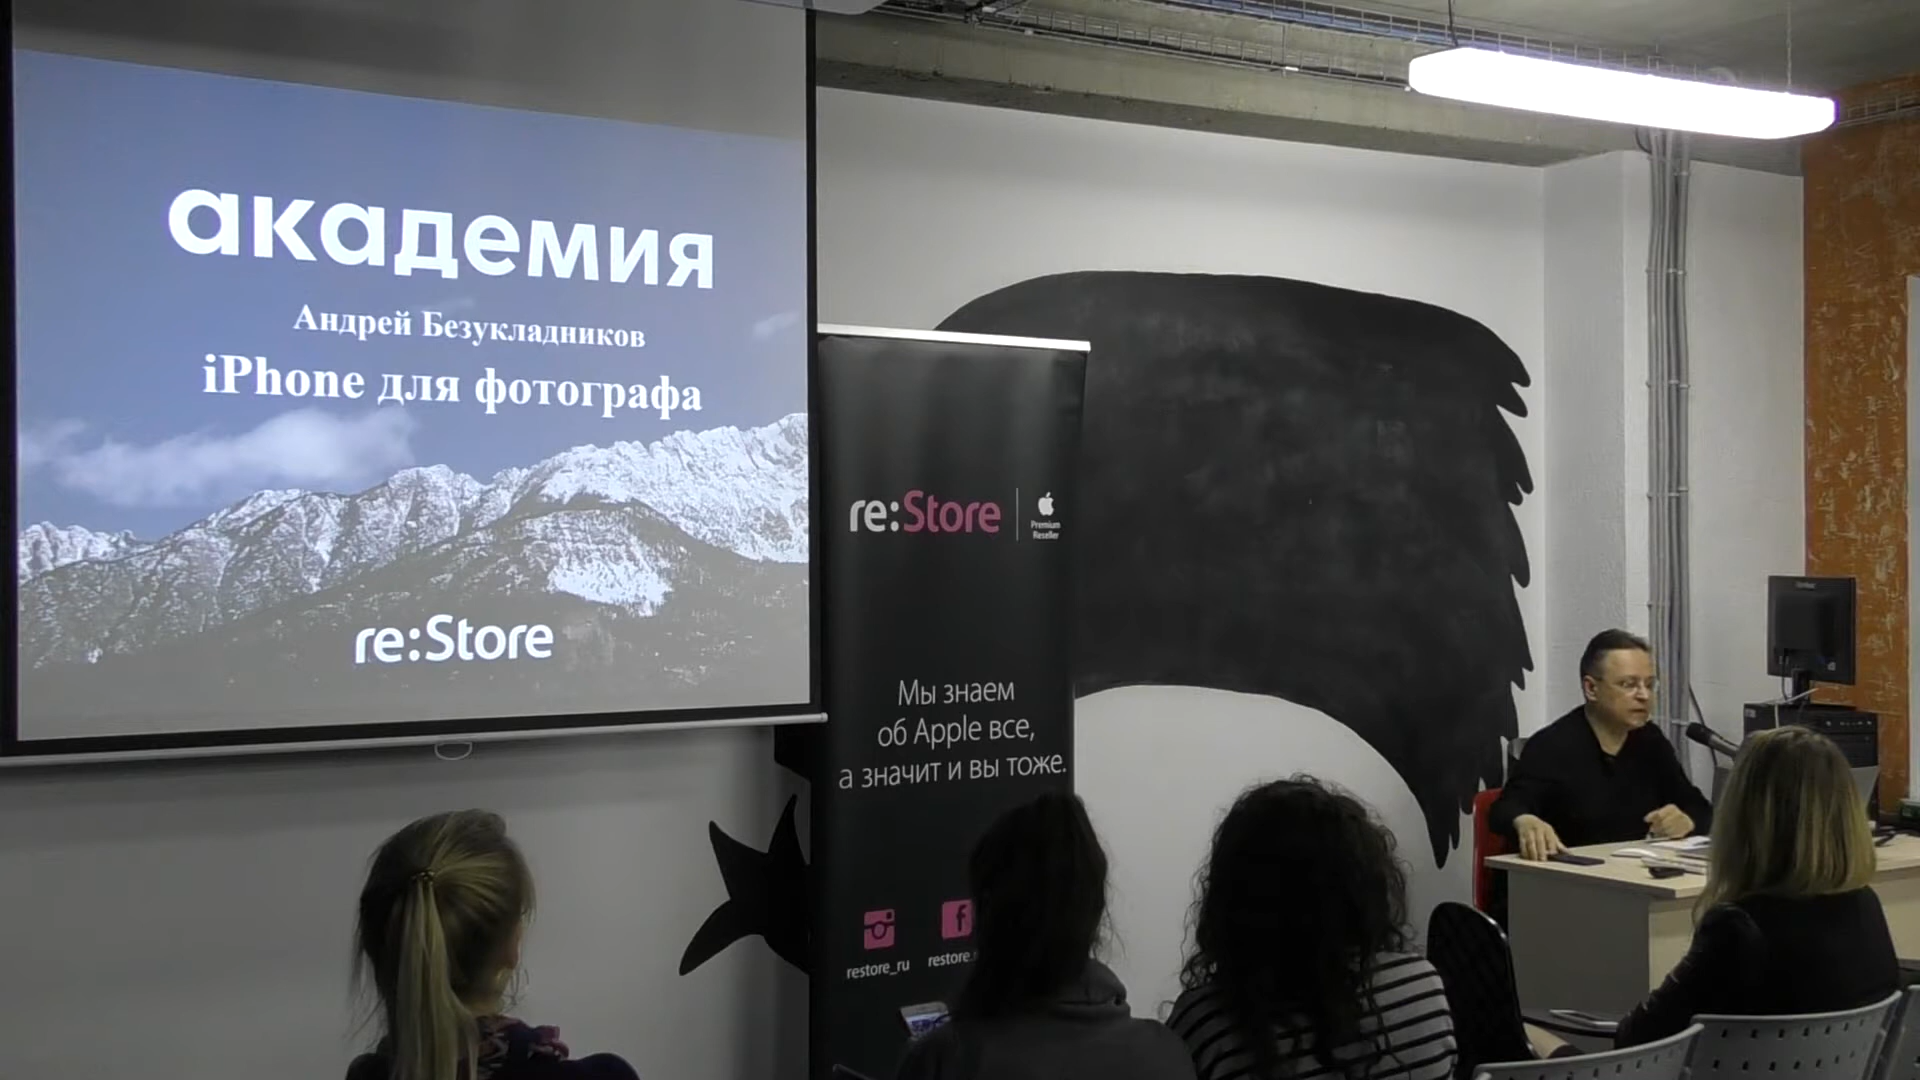 академия
Андрей Безукладников
iPhone для фотографа
re:Store
re:Store
Premium
Reseller
Мы знаем
об Apple все,
а значит и вы тоже.
restore_ru